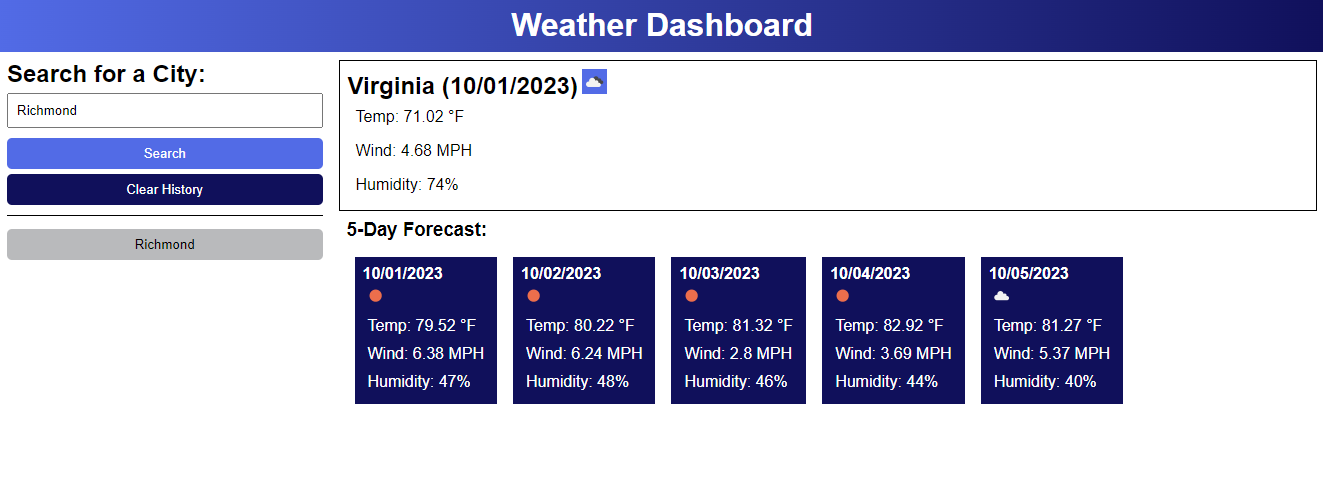 Weather Dashboard
Search for a City:
Richmond
Search
Clear History
Richmond
Virginia (10/01/2023)
Temp: 71.02 °F
Wind: 4.68 MPH
Humidity: 74%
5-Day Forecast:
10/01/2023
Temp: 79.52 °F
Wind: 6.38 MPH
Humidity: 47%
10/02/2023
Temp: 80.22 °F
Wind: 6.24 MPH
Humidity: 48%
10/03/2023
Temp: 81.32 °F
Wind: 2.8 MPH
Humidity: 46%
10/04/2023
Temp: 82.92 °F
Wind: 3.69 MPH
Humidity: 44%
10/05/2023
Temp: 81.27 °F
Wind: 5.37 MPH
Humidity: 40%